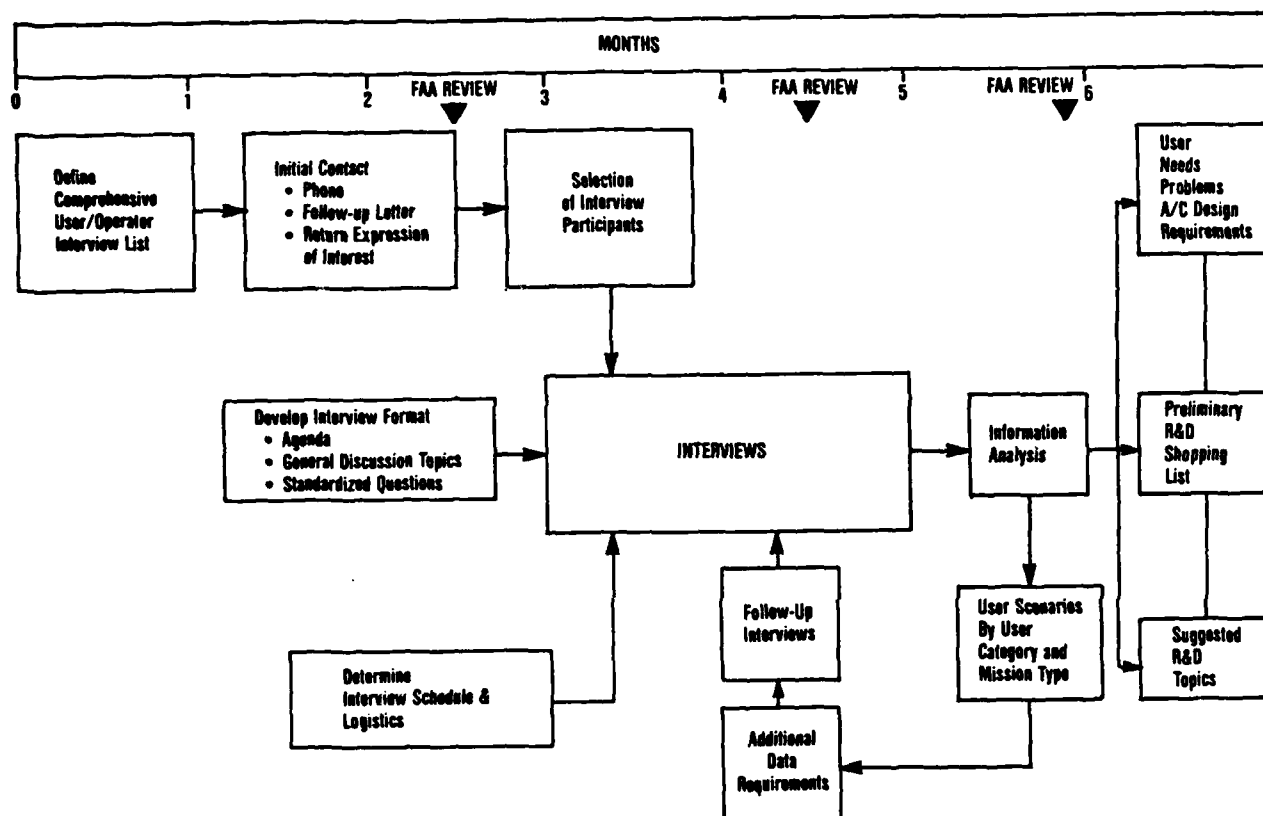 MONTHS
0 1 2 FAA REVIEW 3 4 FAA REVIEW 5 FAA REVIEW 6
Define
Comprehensive
User/Operator
Interview List
Initial Contact
• Phone
• Follow-up Letter
• Return Expression
of Interest
Selection
of Interview
Participants
User
Needs
Problems
A/C Design
Requirements
Develop Interview Format
• Agenda
• General Discussion Topics
• Standardized Questions
INTERVIEWS
Information
Analysis
Preliminary
R&D
Shopping
List
Determine
Interview Schedule &
Logistics
Follow-Up
Interviews
Additional
Data
Requirements
User Scenarios
By User
Category and
Mission Type
Suggested
R&D
Topics